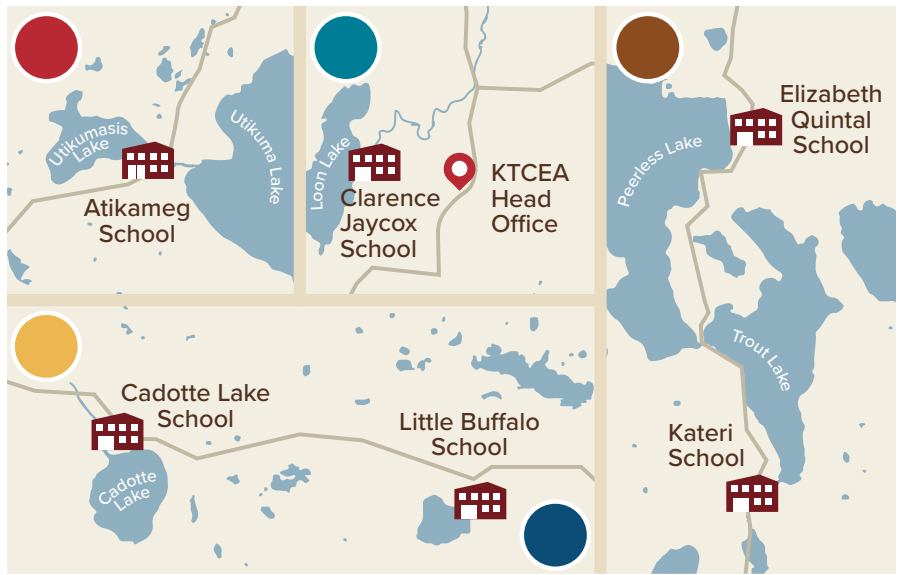 Utikumasis
Lake
Utikuma Lake
Atikameg
School
Loon Lake
Clarence
Jaycox
School
KTCEA
Head
Office
Peerless Lake
Elizabeth
Quintal
School
Trout Lake
Kateri
School
Cadotte Lake
School
Cadotte
Lake
Little Buffalo
School